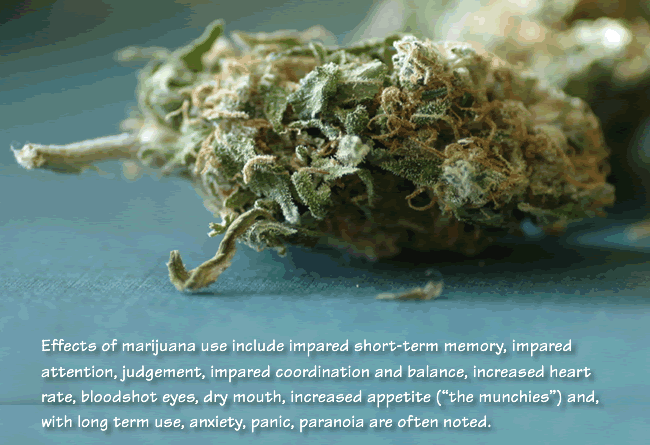 Effects of marijuana use include impared short-term memory, impared
attention, judgement, impared coordination and balance, increased heart
rate, bloodshot eyes, dry mouth, increased appetite (“the munchies”) and,
with long term use, anxiety, panic, paranoia are often noted.